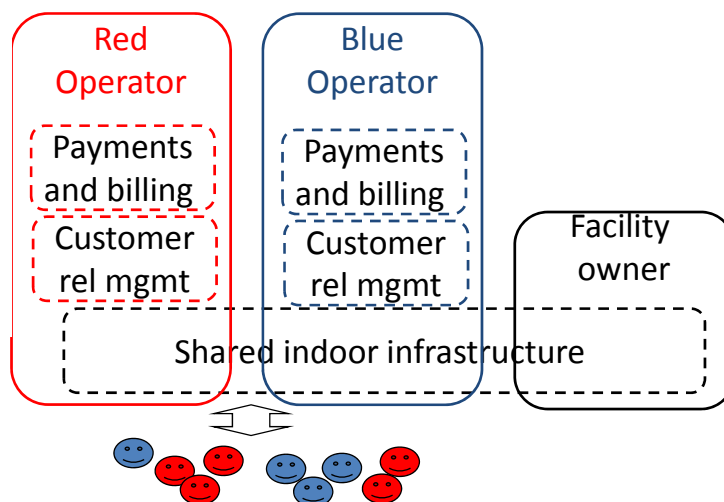 Red
Operator
Payments
and billing
Customer
rel mgmt
Blue
Operator
Payments
and billing
Customer
rel mgmt
Facility
owner
Shared indoor infrastructure